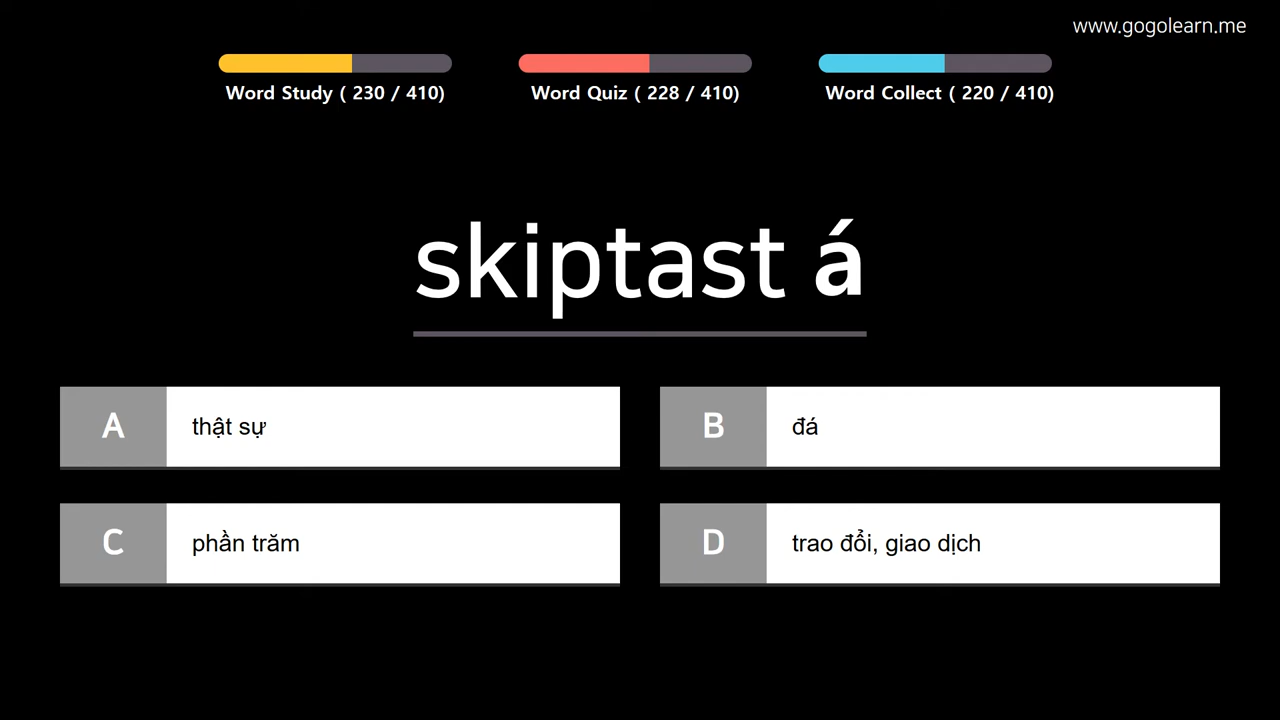 www.gogolearn.me
Word Study ( 230 / 410)
Word Quiz ( 228 / 410)
Word Collect ( 220 / 410)
skiptast á
A thật sự
B đá
C phần trăm
D trao đổi, giao dịch